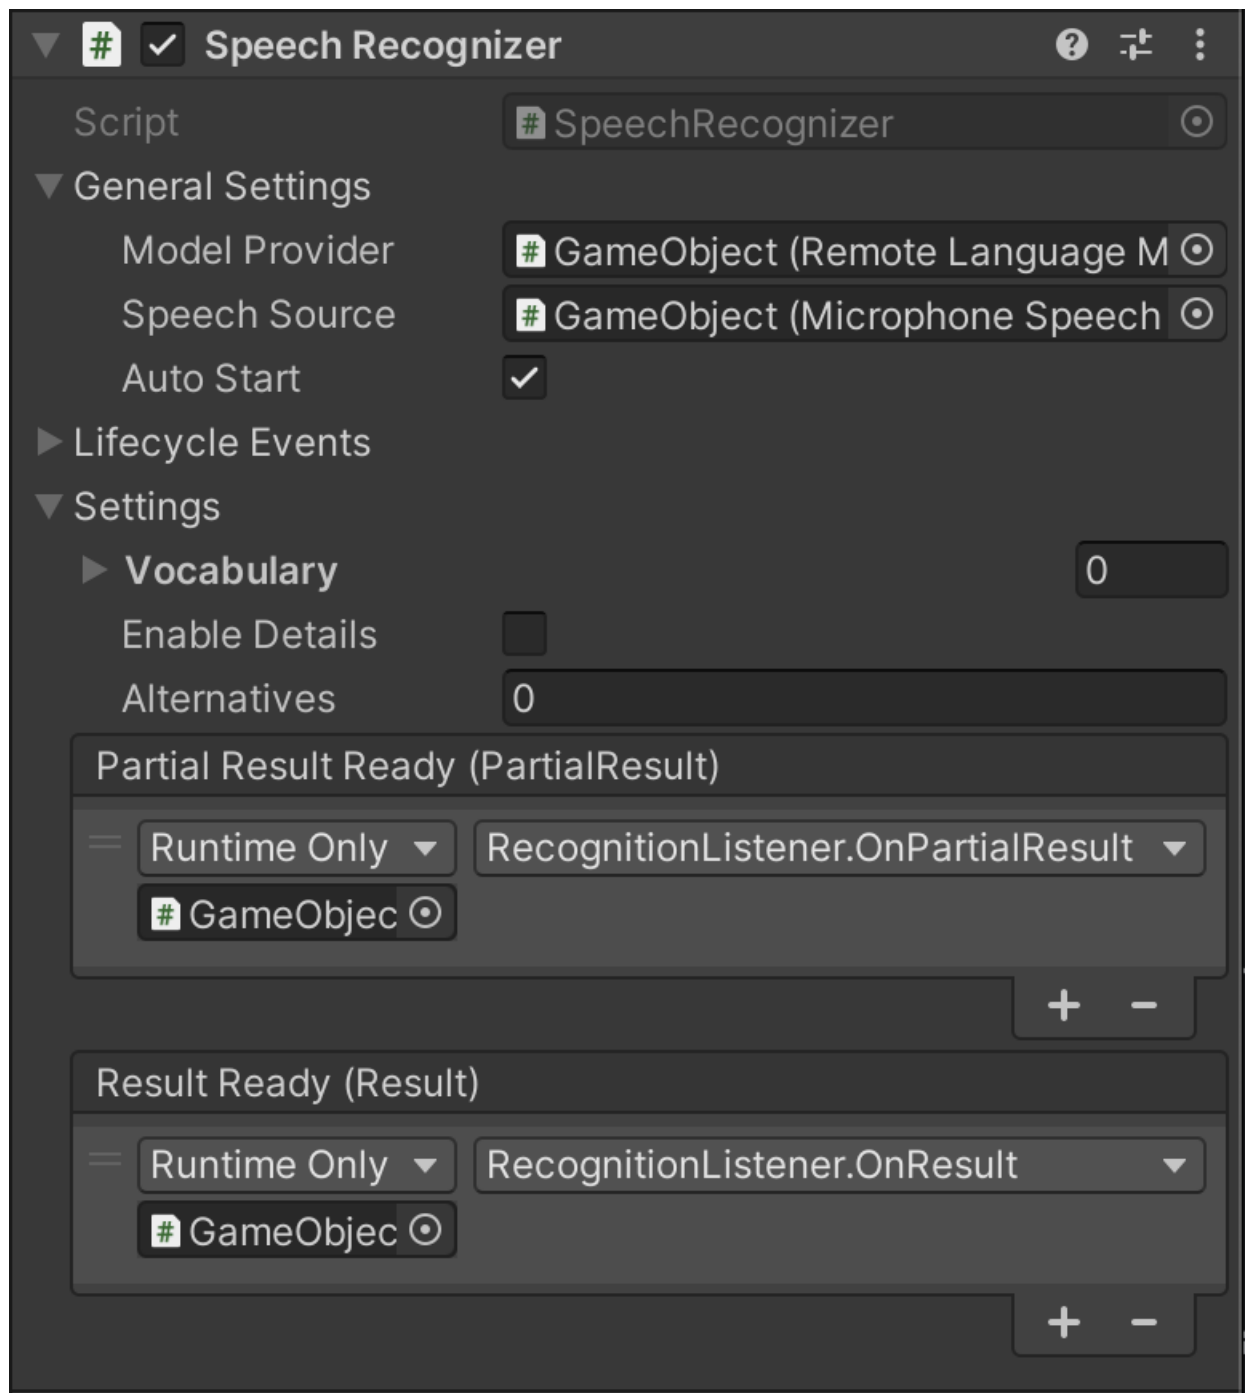 Speech Recognizer
Script # SpeechRecognizer
General Settings
Model Provider # GameObject (Remote Language M
Speech Source # GameObject (Microphone Speech
Auto Start
Lifecycle Events
Settings
Vocabulary 0
Enable Details
Alternatives 0
Partial Result Ready (PartialResult)
Runtime Only RecognitionListener.OnPartialResult
# GameObjec
+ −
Result Ready (Result)
Runtime Only RecognitionListener.OnResult
# GameObjec
+ −